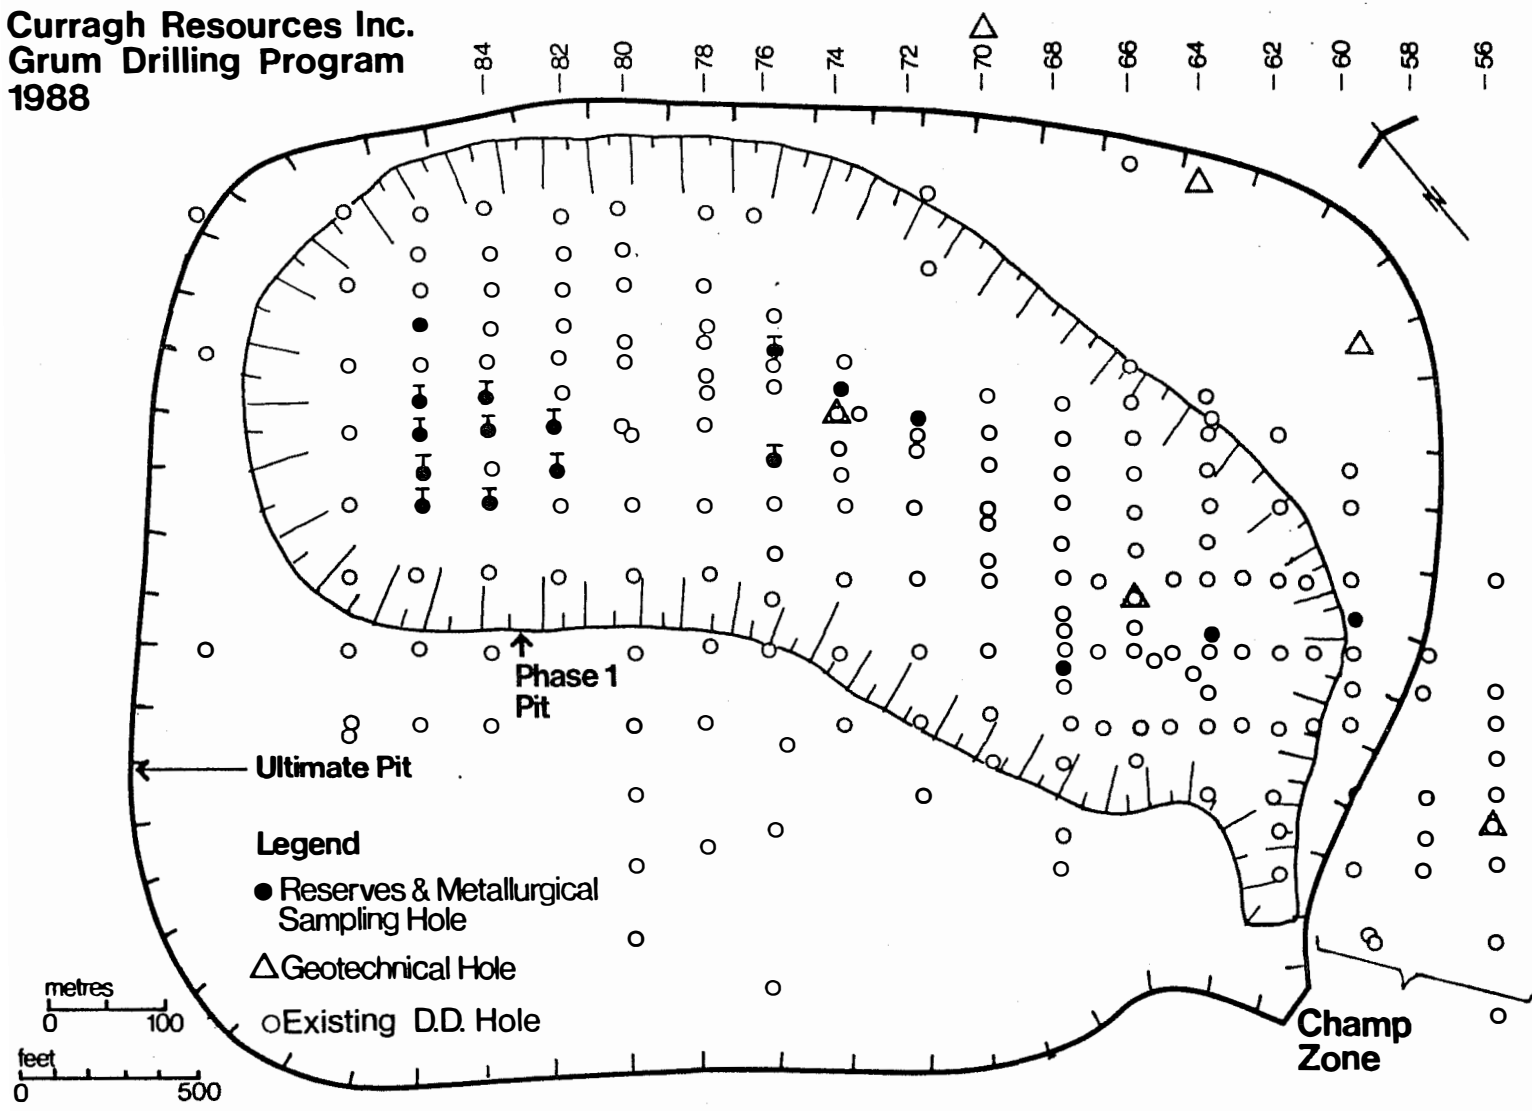 Curragh Resources Inc.
Grum Drilling Program
1988
-84
-82
-80
-78
-76
-74
-72
-70
-68
-66
-64
-62
-60
-58
-56
N
Phase 1
Pit
Ultimate Pit
Legend
Reserves & Metallurgical
Sampling Hole
Geotechnical Hole
Existing D.D. Hole
metres
0 100
feet
0 500
Champ
Zone